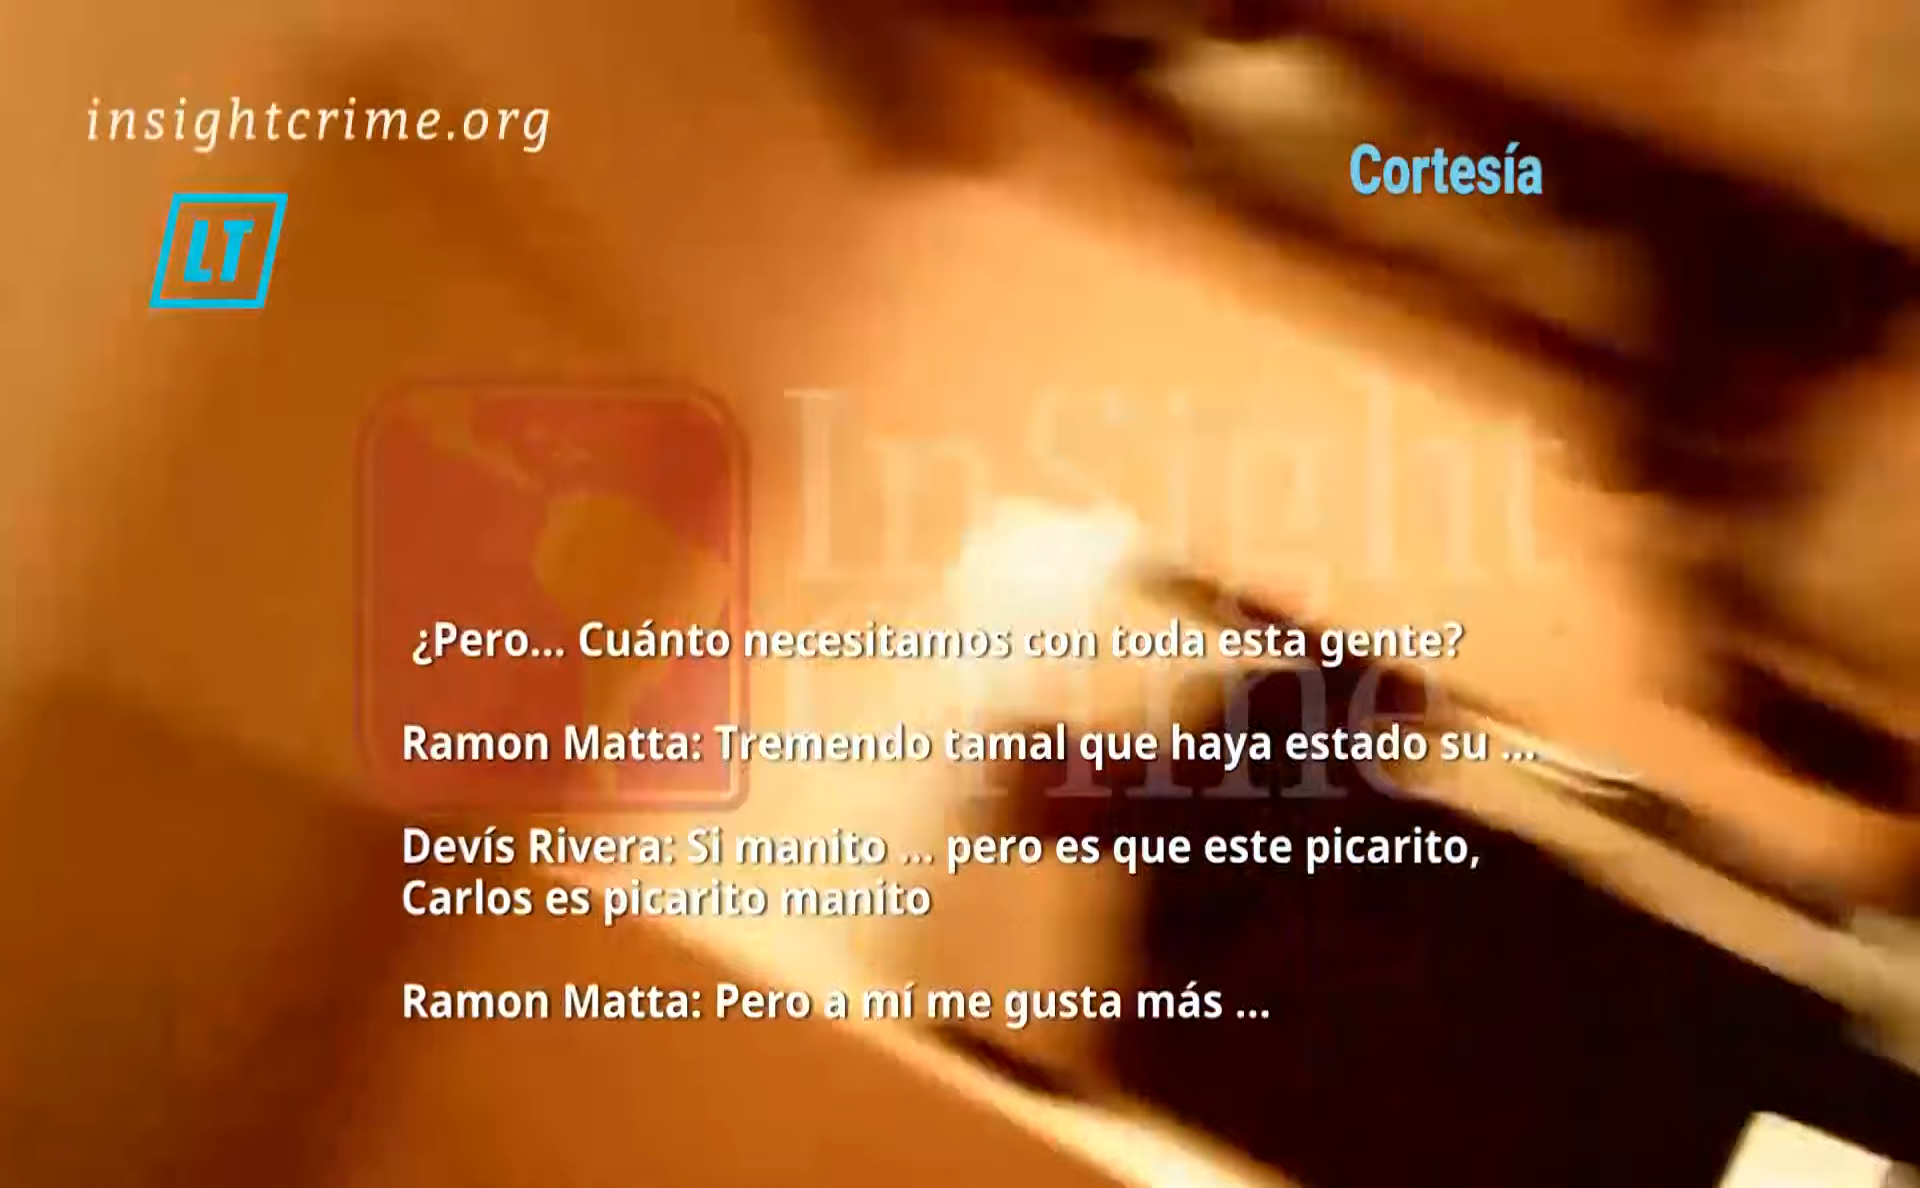 insightcrime.org
Cortesía
LT
InSight
Crime
¿Pero... Cuánto necesitamos con toda esta gente?
Ramon Matta: Tremendo tamal que haya estado su ...
Devís Rivera: Si manito ... pero es que este picarito,
Carlos es picarito manito
Ramon Matta: Pero a mí me gusta más ...